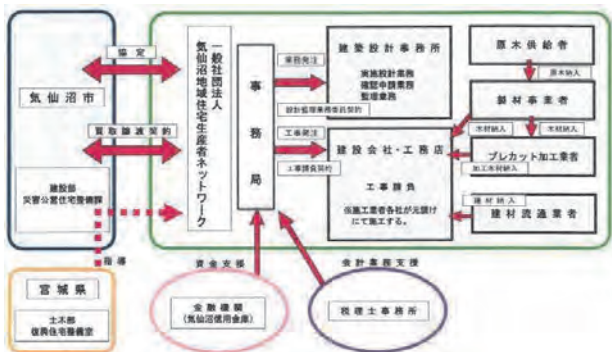 協定
気仙沼市
買取譲渡契約
建設部
災害公営住宅整備課
指導
宮城県
土木部
復興住宅整備室
一般社団法人
気仙沼地域住宅生産者ネットワーク
事務局
業務発注
設計監理業務委託契約
工事発注
工事請負契約
建築設計事務所
実施設計業務
確認申請業務
監理業務
建設会社・工務店
工事請負
各施工業者各社が元請け
にて施工する。
原木供給者
原木納入
製材事業者
木材納入
木材納入
プレカット加工業者
加工木材納入
建材納入
建材流通業者
資金支援
金融機関
(気仙沼信用金庫)
会計業務支援
税理士事務所